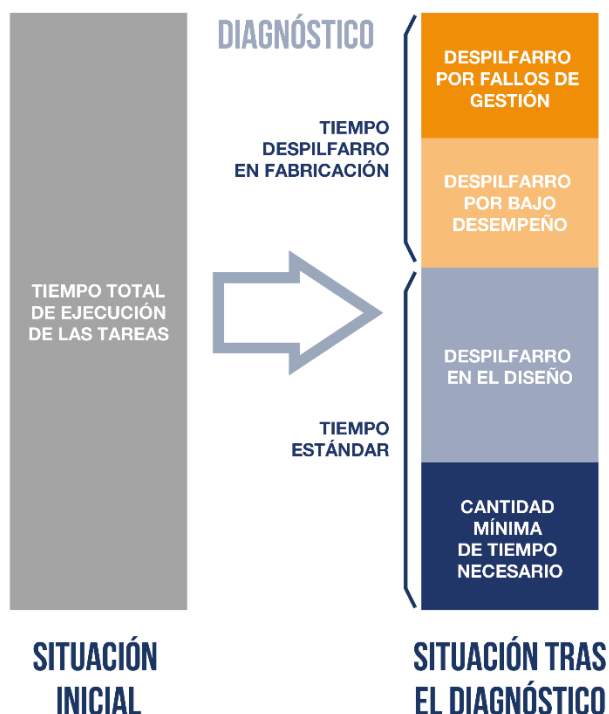 DIAGNÓSTICO
TIEMPO TOTAL
DE EJECUCIÓN
DE LAS TAREAS
TIEMPO
DESPILFARRO
EN FABRICACIÓN
TIEMPO
ESTÁNDAR
DESPILFARRO
POR FALLOS DE
GESTIÓN
DESPILFARRO
POR BAJO
DESEMPEÑO
DESPILFARRO
EN EL DISEÑO
CANTIDAD
MÍNIMA
DE TIEMPO
NECESARIO
SITUACIÓN
INICIAL
SITUACIÓN TRAS
EL DIAGNÓSTICO